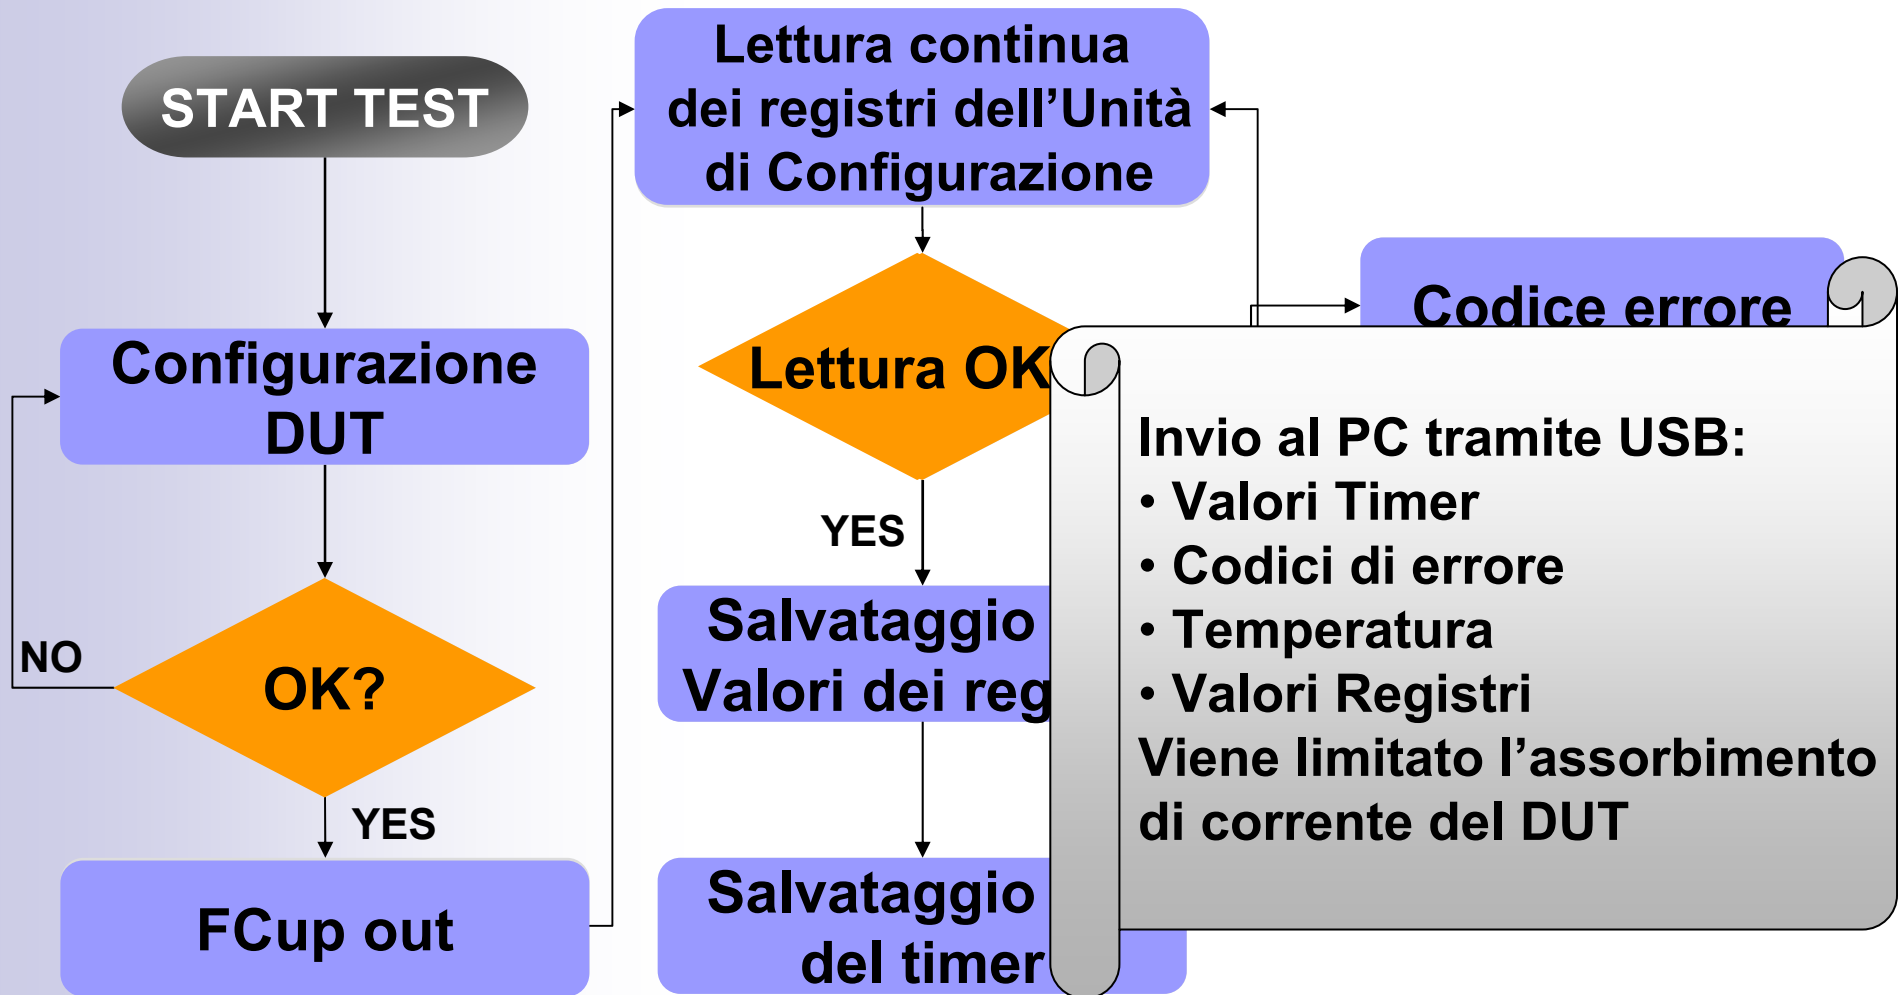 START TEST
Configurazione
DUT
OK?
NO
YES
FCup out
Lettura continua
dei registri dell’Unità
di Configurazione
Lettura OK
YES
Salvataggio
Valori dei reg
Salvataggio
del timer
Codice errore
Invio al PC tramite USB:
• Valori Timer
• Codici di errore
• Temperatura
• Valori Registri
Viene limitato l’assorbimento
di corrente del DUT